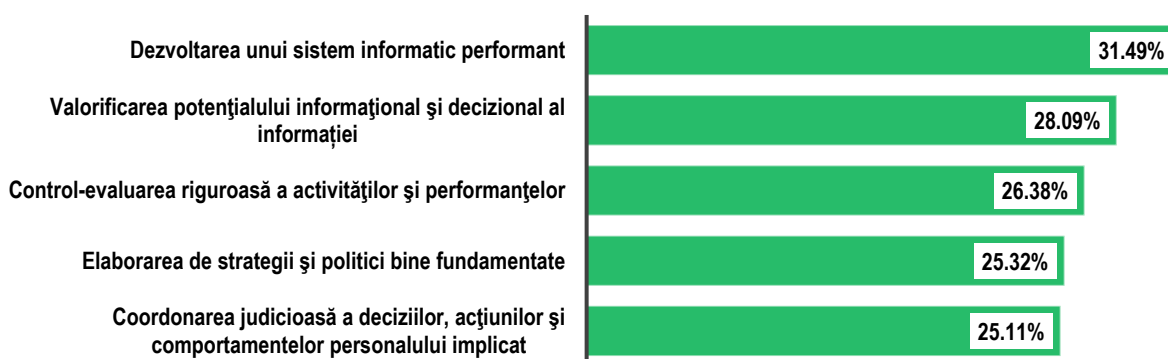 Dezvoltarea unui sistem informatic performant
31.49%
Valorificarea potenţialului informaţional şi decizional al
informației
28.09%
Control-evaluarea riguroasă a activităţilor şi performanţelor
26.38%
Elaborarea de strategii şi politici bine fundamentate
25.32%
Coordonarea judicioasă a deciziilor, acţiunilor şi
comportamentelor personalului implicat
25.11%